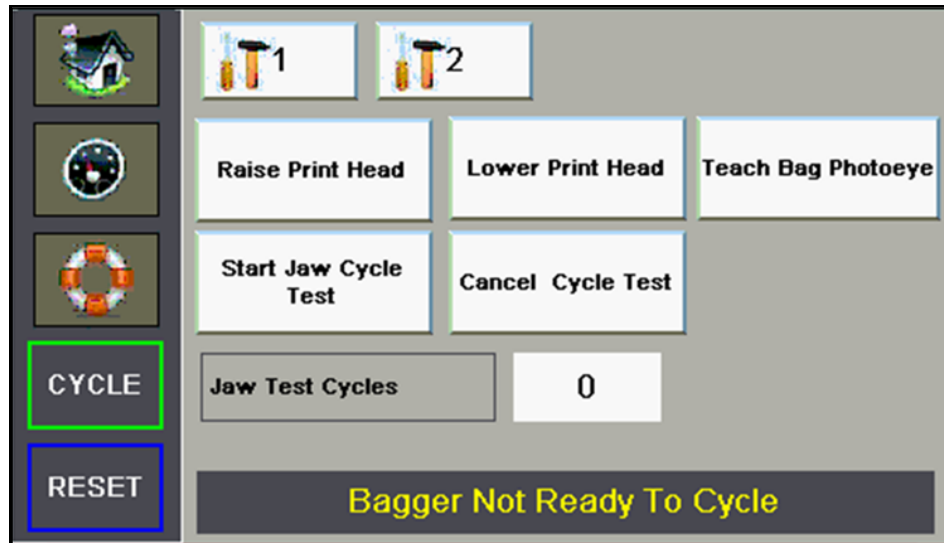 1
2
Raise Print Head
Lower Print Head
Teach Bag Photoeye
Start Jaw Cycle
Test
Cancel Cycle Test
CYCLE
Jaw Test Cycles
0
RESET
Bagger Not Ready To Cycle